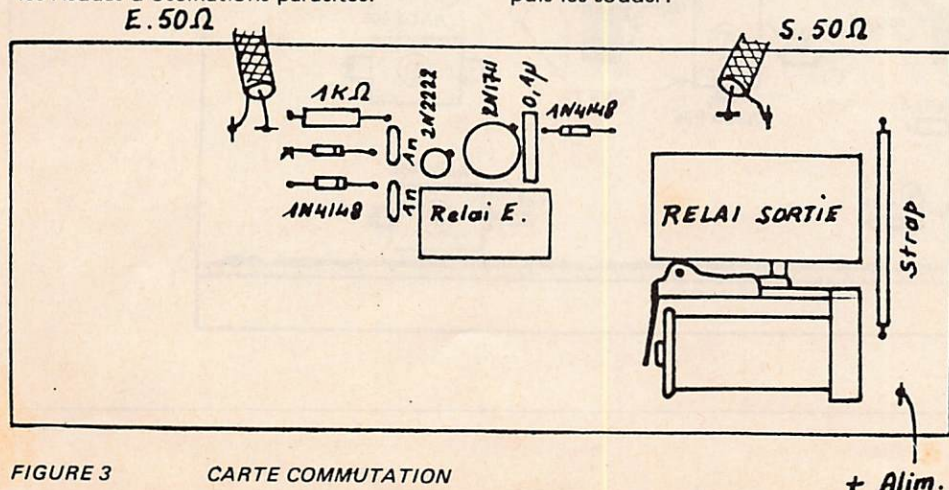 E.50Ω
S.50Ω
1KΩ
2N2222
2N1711
0,1µ
1N4148
1n
1N4148
1n
Relai E.
RELAI SORTIE
Strap
FIGURE 3 CARTE COMMUTATION
+ Alim.